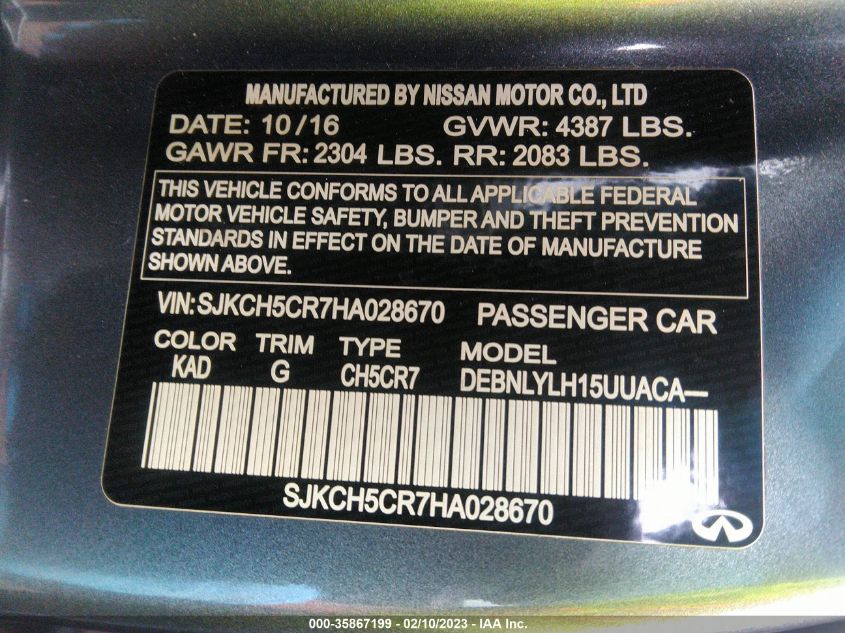 MANUFACTURED BY NISSAN MOTOR CO., LTD
DATE: 10/16 GVWR: 4387 LBS.
GAWR FR: 2304 LBS. RR: 2083 LBS.
THIS VEHICLE CONFORMS TO ALL APPLICABLE FEDERAL
MOTOR VEHICLE SAFETY, BUMPER AND THEFT PREVENTION
STANDARDS IN EFFECT ON THE DATE OF MANUFACTURE
SHOWN ABOVE.
VIN: SJKCH5CR7HA028670 PASSENGER CAR
COLOR TRIM TYPE MODEL
KAD G CH5CR7 DEBNLYLH15UUACA—
SJKCH5CR7HA028670
000-35867199 — 02/10/2023 — IAA Inc.